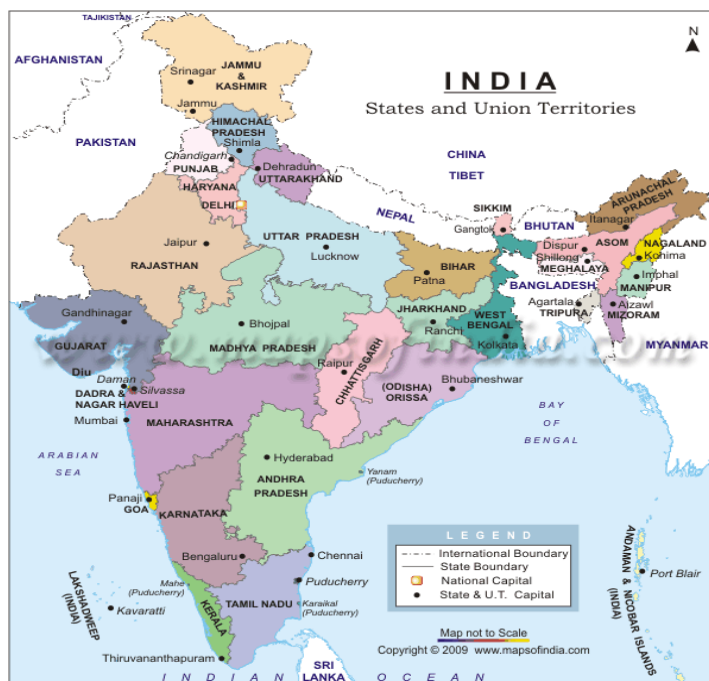 TAJIKISTAN
AFGHANISTAN
JAMMU
&
KASHMIR
Srinagar
Jammu
N
INDIA
States and Union Territories
PAKISTAN
HIMACHAL
PRADESH
Shimla
Chandigarh
PUNJAB
Dehradun
UTTARAKHAND
HARYANA
DELHI
CHINA
TIBET
NEPAL
SIKKIM
Gangtok
BHUTAN
ARUNACHAL
PRADESH
Itanagar
Jaipur
RAJASTHAN
UTTAR PRADESH
Lucknow
BIHAR
Patna
Dispur
ASOM
Shillong
MEGHALAYA
NAGALAND
Kohima
Imphal
MANIPUR
BANGLADESH
Agartala
TRIPURA
Aizawl
MIZORAM
MYANMAR
Gandhinagar
GUJARAT
Bhopal
MADHYA PRADESH
JHARKHAND
Ranchi
WEST
BENGAL
Kolkata
www.mapsofindia.com
Diu
Daman
Silvassa
DADRA &
NAGAR HAVELI
Raipur
CHHATTISGARH
(ODISHA)
ORISSA
Bhubaneshwar
Mumbai
MAHARASHTRA
ARABIAN
SEA
BAY
OF
BENGAL
Hyderabad
ANDHRA
PRADESH
Yanam
(Puducherry)
Panaji
GOA
KARNATAKA
Bengaluru
Chennai
LEGEND
International Boundary
State Boundary
National Capital
State & U.T. Capital
Mahe
(Puducherry)
Puducherry
Karaikal
(Puducherry)
TAMIL NADU
KERALA
LAKSHADWEEP
(INDIA)
Kavaratti
Thiruvananthapuram
ANDAMAN & NICOBAR ISLANDS
(INDIA)
Port Blair
Map not to Scale
Copyright © 2009 www.mapsofindia.com
SRI
LANKA
INDIAN OCEAN